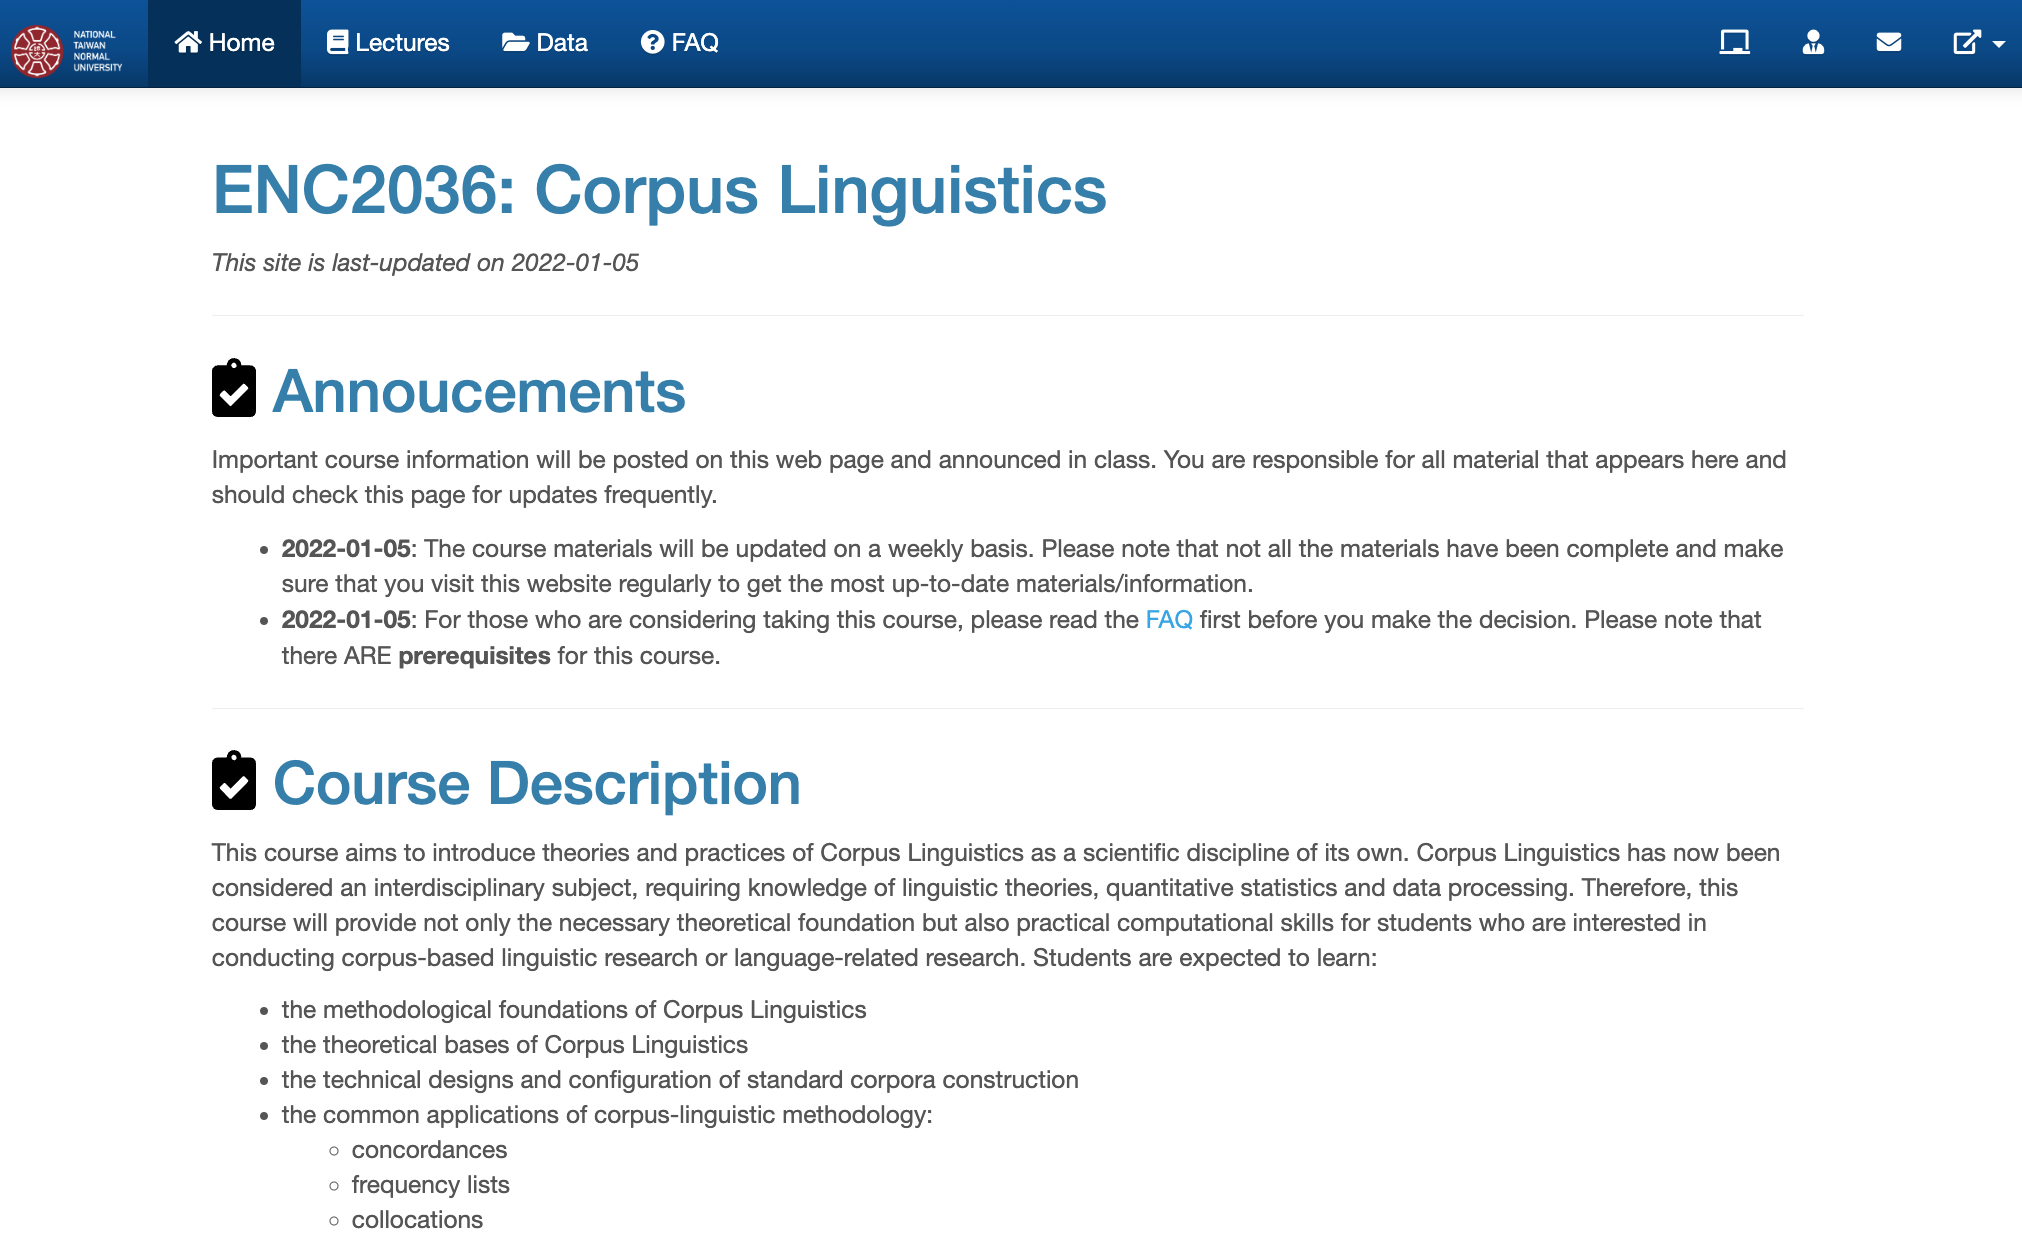 NATIONAL
TAIWAN
NORMAL
UNIVERSITY
Home Lectures Data FAQ
ENC2036: Corpus Linguistics
This site is last-updated on 2022-01-05
Annoucements
Important course information will be posted on this web page and announced in class. You are responsible for all material that appears here and
should check this page for updates frequently.
• 2022-01-05: The course materials will be updated on a weekly basis. Please note that not all the materials have been complete and make
sure that you visit this website regularly to get the most up-to-date materials/information.
• 2022-01-05: For those who are considering taking this course, please read the FAQ first before you make the decision. Please note that
there ARE prerequisites for this course.
Course Description
This course aims to introduce theories and practices of Corpus Linguistics as a scientific discipline of its own. Corpus Linguistics has now been
considered an interdisciplinary subject, requiring knowledge of linguistic theories, quantitative statistics and data processing. Therefore, this
course will provide not only the necessary theoretical foundation but also practical computational skills for students who are interested in
conducting corpus-based linguistic research or language-related research. Students are expected to learn:
• the methodological foundations of Corpus Linguistics
• the theoretical bases of Corpus Linguistics
• the technical designs and configuration of standard corpora construction
• the common applications of corpus-linguistic methodology:
◦ concordances
◦ frequency lists
◦ collocations